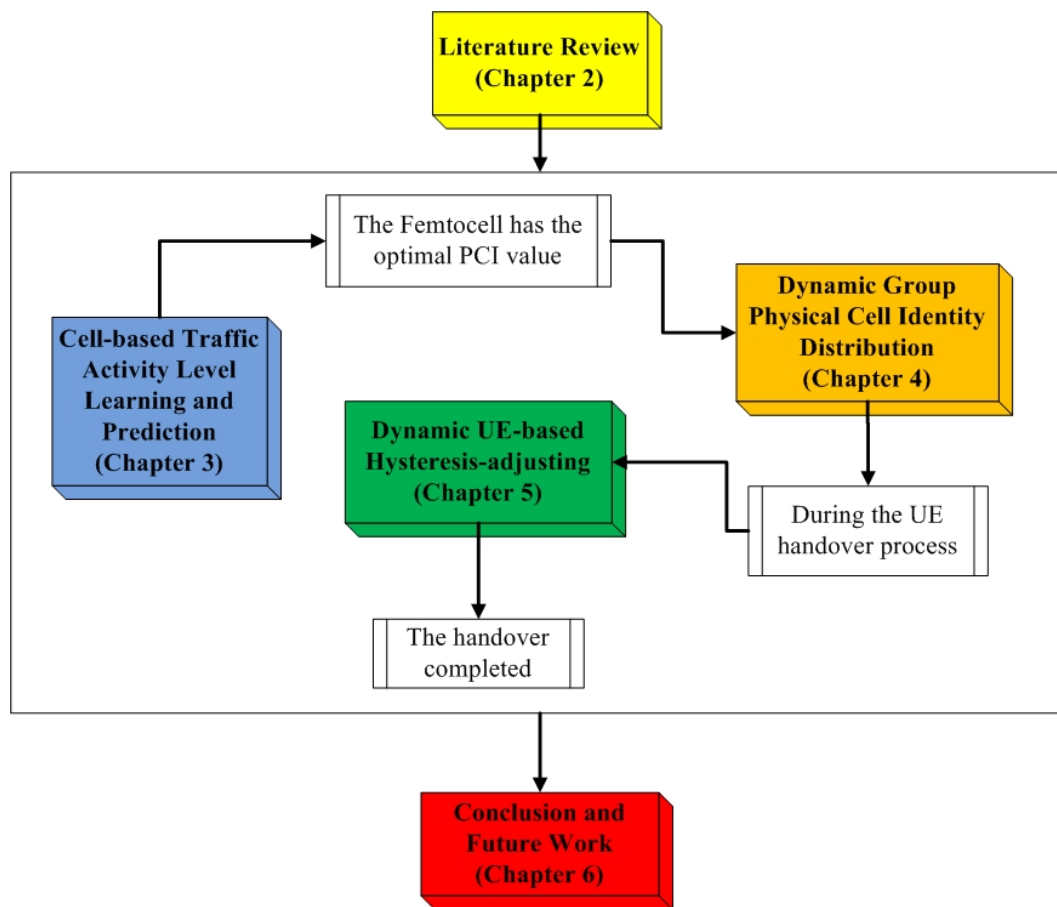 Literature Review
(Chapter 2)
The Femtocell has the
optimal PCI value
Cell-based Traffic
Activity Level
Learning and
Prediction
(Chapter 3)
Dynamic Group
Physical Cell Identity
Distribution
(Chapter 4)
Dynamic UE-based
Hysteresis-adjusting
(Chapter 5)
During the UE
handover process
The handover
completed
Conclusion and
Future Work
(Chapter 6)